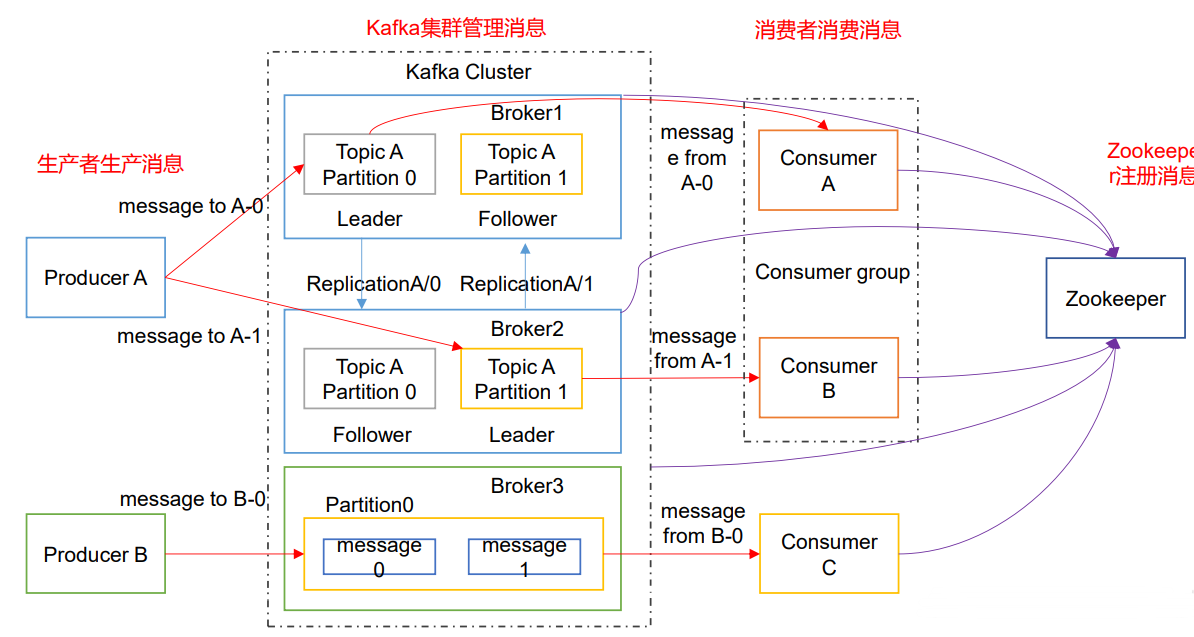 Kafka集群管理消息
消费者消费消息
Kafka Cluster
Broker1
生产者生产消息
Topic A
Partition 0
Topic A
Partition 1
messag
e from
A-0
Consumer
A
Zookeepe
r注册消息
message to A-0
Leader
Follower
Producer A
ReplicationA/0
ReplicationA/1
Consumer group
Zookeeper
message to A-1
Broker2
Topic A
Partition 0
Topic A
Partition 1
message
from A-1
Consumer
B
Follower
Leader
message to B-0
Broker3
Partition0
message
0
message
1
message
from B-0
Producer B
Consumer
C